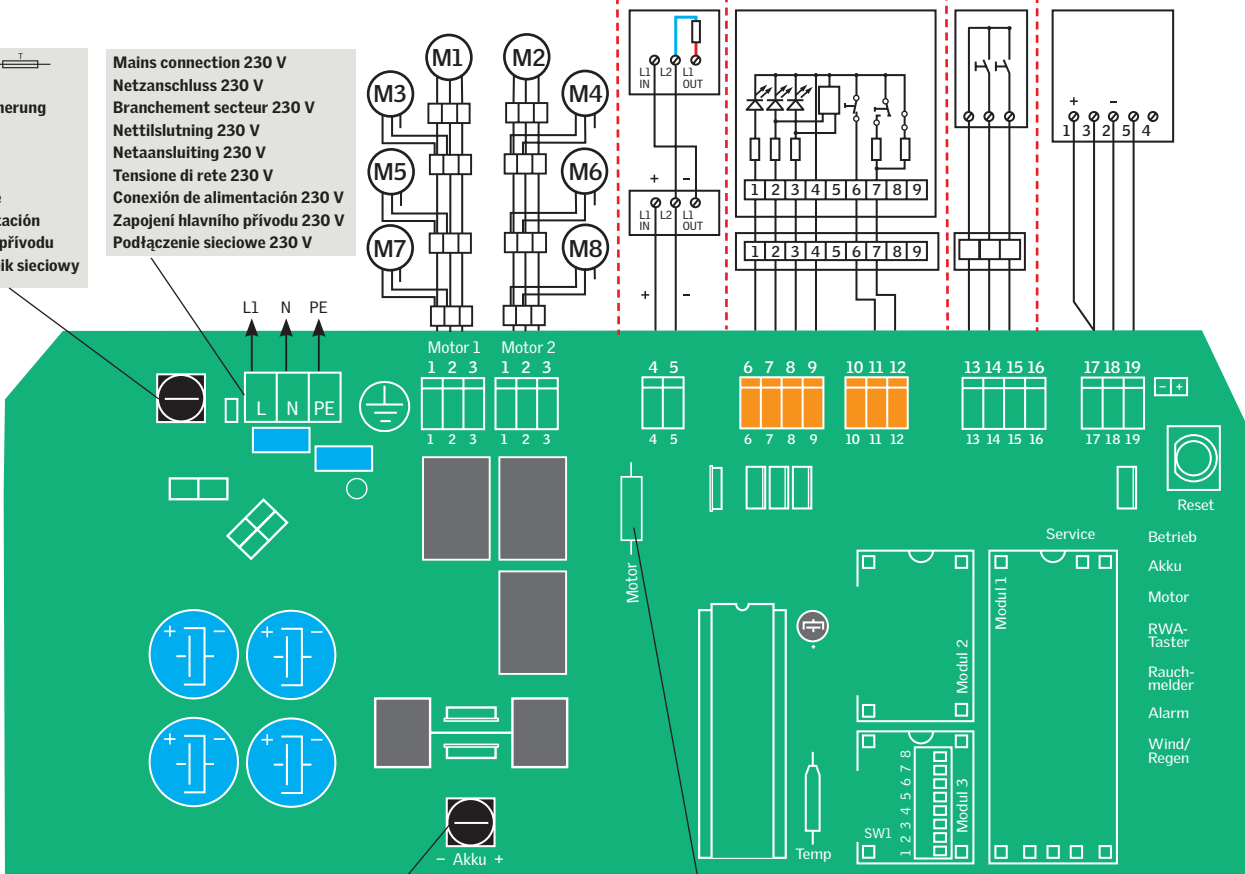 T
nerung
e
tación
přívodu
nik sieciowy
Mains connection 230 V
Netzanschluss 230 V
Branchement secteur 230 V
Nettilslutning 230 V
Netaansluiting 230 V
Tensione di rete 230 V
Conexión de alimentación 230 V
Zapojení hlavního přívodu 230 V
Podłączenie sieciowe 230 V
M1
M2
M3
M4
M5
M6
M7
M8
L1 IN L2 L1 OUT
+ −
L1 IN L2 L1 OUT
+ −
1 2 3 4 5 6 7 8 9
1 2 3 4 5 6 7 8 9
+ −
1 3 2 5 4
L1 N PE
L N PE
Motor 1
1 2 3
1 2 3
Motor 2
1 2 3
1 2 3
4 5
4 5
6 7 8 9
6 7 8 9
10 11 12
10 11 12
13 14 15 16
13 14 15 16
17 18 19
17 18 19
− +
Reset
Motor
Service
Betrieb
Akku
Motor
RWA-
Taster
Rauch-
melder
Alarm
Wind/
Regen
Modul 1
Modul 2
Modul 3
SW1
1 2 3 4 5 6 7 8
Temp
+
+ −
+ −
+ −
+ −
− Akku +